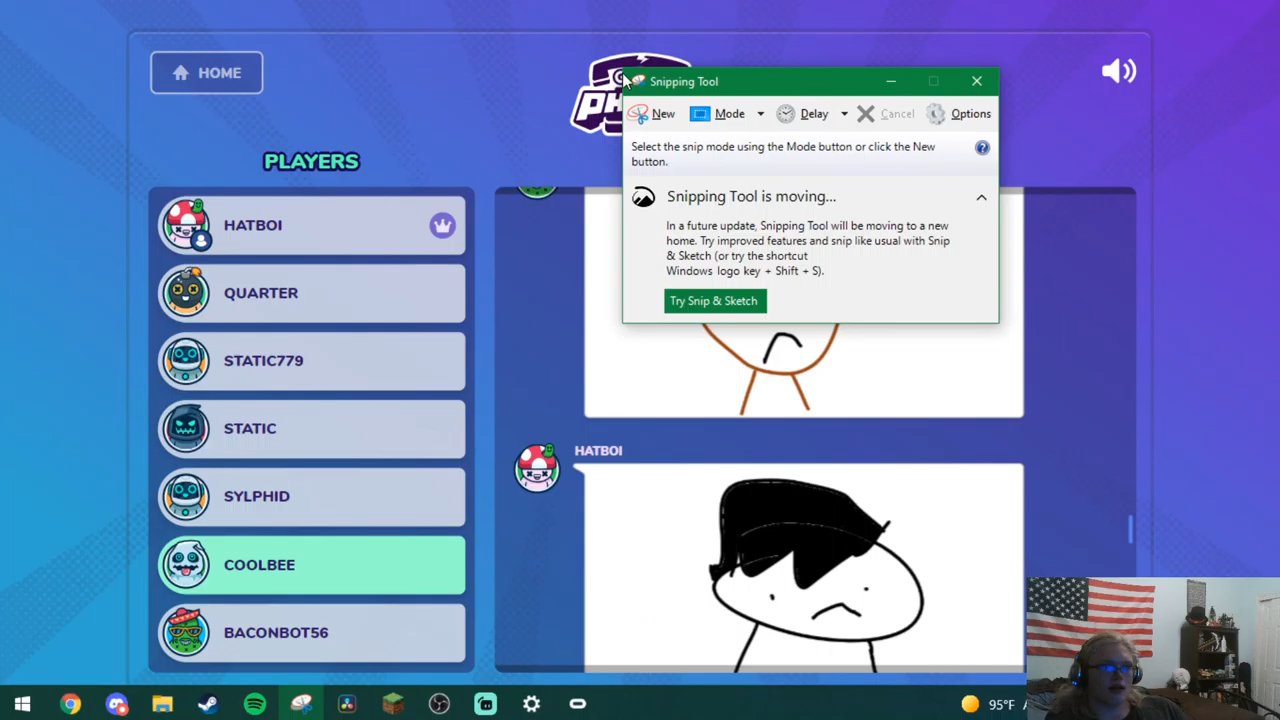 HOME
PH
Snipping Tool
New
Mode
Delay
Cancel
Options
Select the snip mode using the Mode button or click the New
button.
Snipping Tool is moving...
In a future update, Snipping Tool will be moving to a new
home. Try improved features and snip like usual with Snip
& Sketch (or try the shortcut
Windows logo key + Shift + S).
Try Snip & Sketch
PLAYERS
HATBOI
QUARTER
STATIC779
STATIC
SYLPHID
COOLBEE
BACONBOT56
HATBOI
95°F